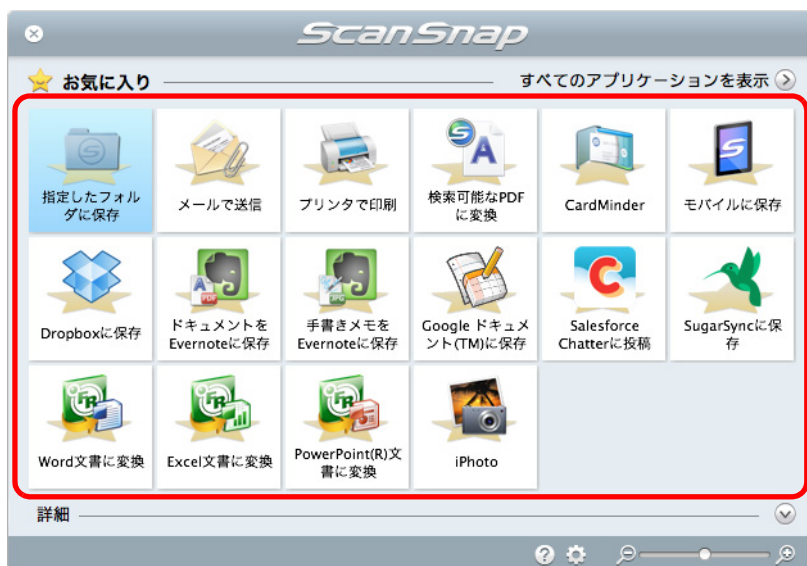 ScanSnap
お気に入り
すべてのアプリケーションを表示
指定したフォル
ダに保存
メールで送信
プリンタで印刷
検索可能なPDF
に変換
CardMinder
モバイルに保存
Dropboxに保存
ドキュメントを
Evernoteに保存
手書きメモを
Evernoteに保存
Google ドキュメ
ント(TM)に保存
Salesforce
Chatterに投稿
SugarSyncに保
存
Word文書に変換
Excel文書に変換
PowerPoint(R)文
書に変換
iPhoto
詳細